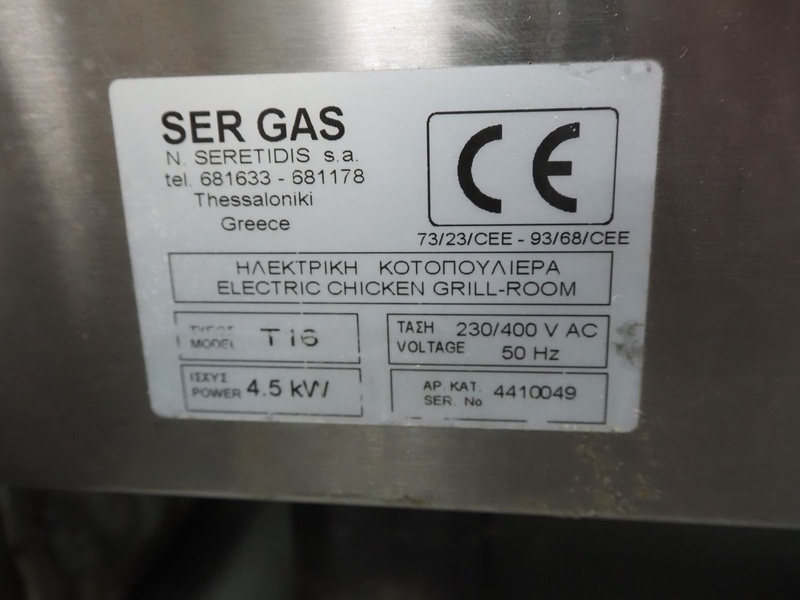 SER GAS
N. SERETIDIS s.a.
tel. 681633 - 681178
Thessaloniki
Greece
CE
73/23/CEE - 93/68/CEE
ΗΛΕΚΤΡΙΚΗ ΚΟΤΟΠΟΥΛΙΕΡΑ
ELECTRIC CHICKEN GRILL-ROOM
ΤΥΠΟΣ
MODEL T16
ΤΑΣΗ 230/400 V AC
VOLTAGE 50 Hz
ΙΣΧΥΣ
POWER 4.5 kW
ΑΡ. ΚΑΤ. 4410049
SER. No